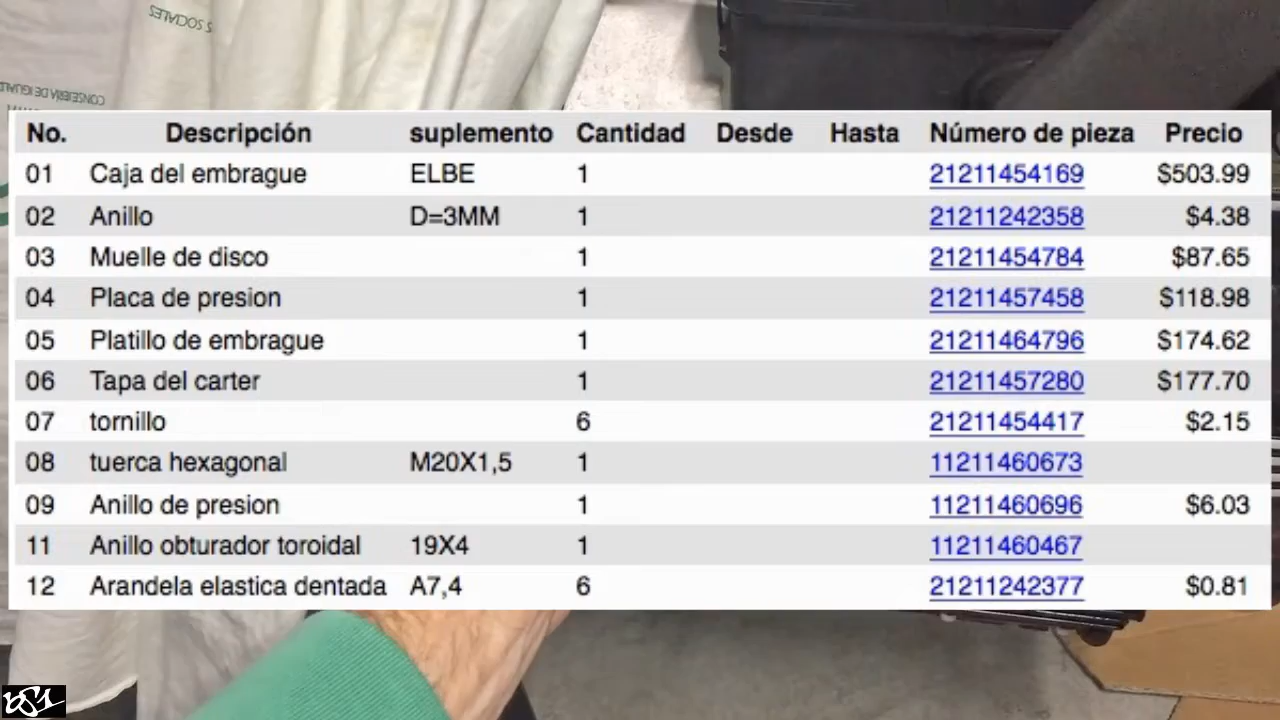 2 SOCIALES
No. Descripción suplemento Cantidad Desde Hasta Número de pieza Precio
01 Caja del embrague ELBE 1 21211454169 $503.99
02 Anillo D=3MM 1 21211242358 $4.38
03 Muelle de disco 1 21211454784 $87.65
04 Placa de presion 1 21211457458 $118.98
05 Platillo de embrague 1 21211464796 $174.62
06 Tapa del carter 1 21211457280 $177.70
07 tornillo 6 21211454417 $2.15
08 tuerca hexagonal M20X1,5 1 11211460673
09 Anillo de presion 1 11211460696 $6.03
11 Anillo obturador toroidal 19X4 1 11211460467
12 Arandela elastica dentada A7,4 6 21211242377 $0.81